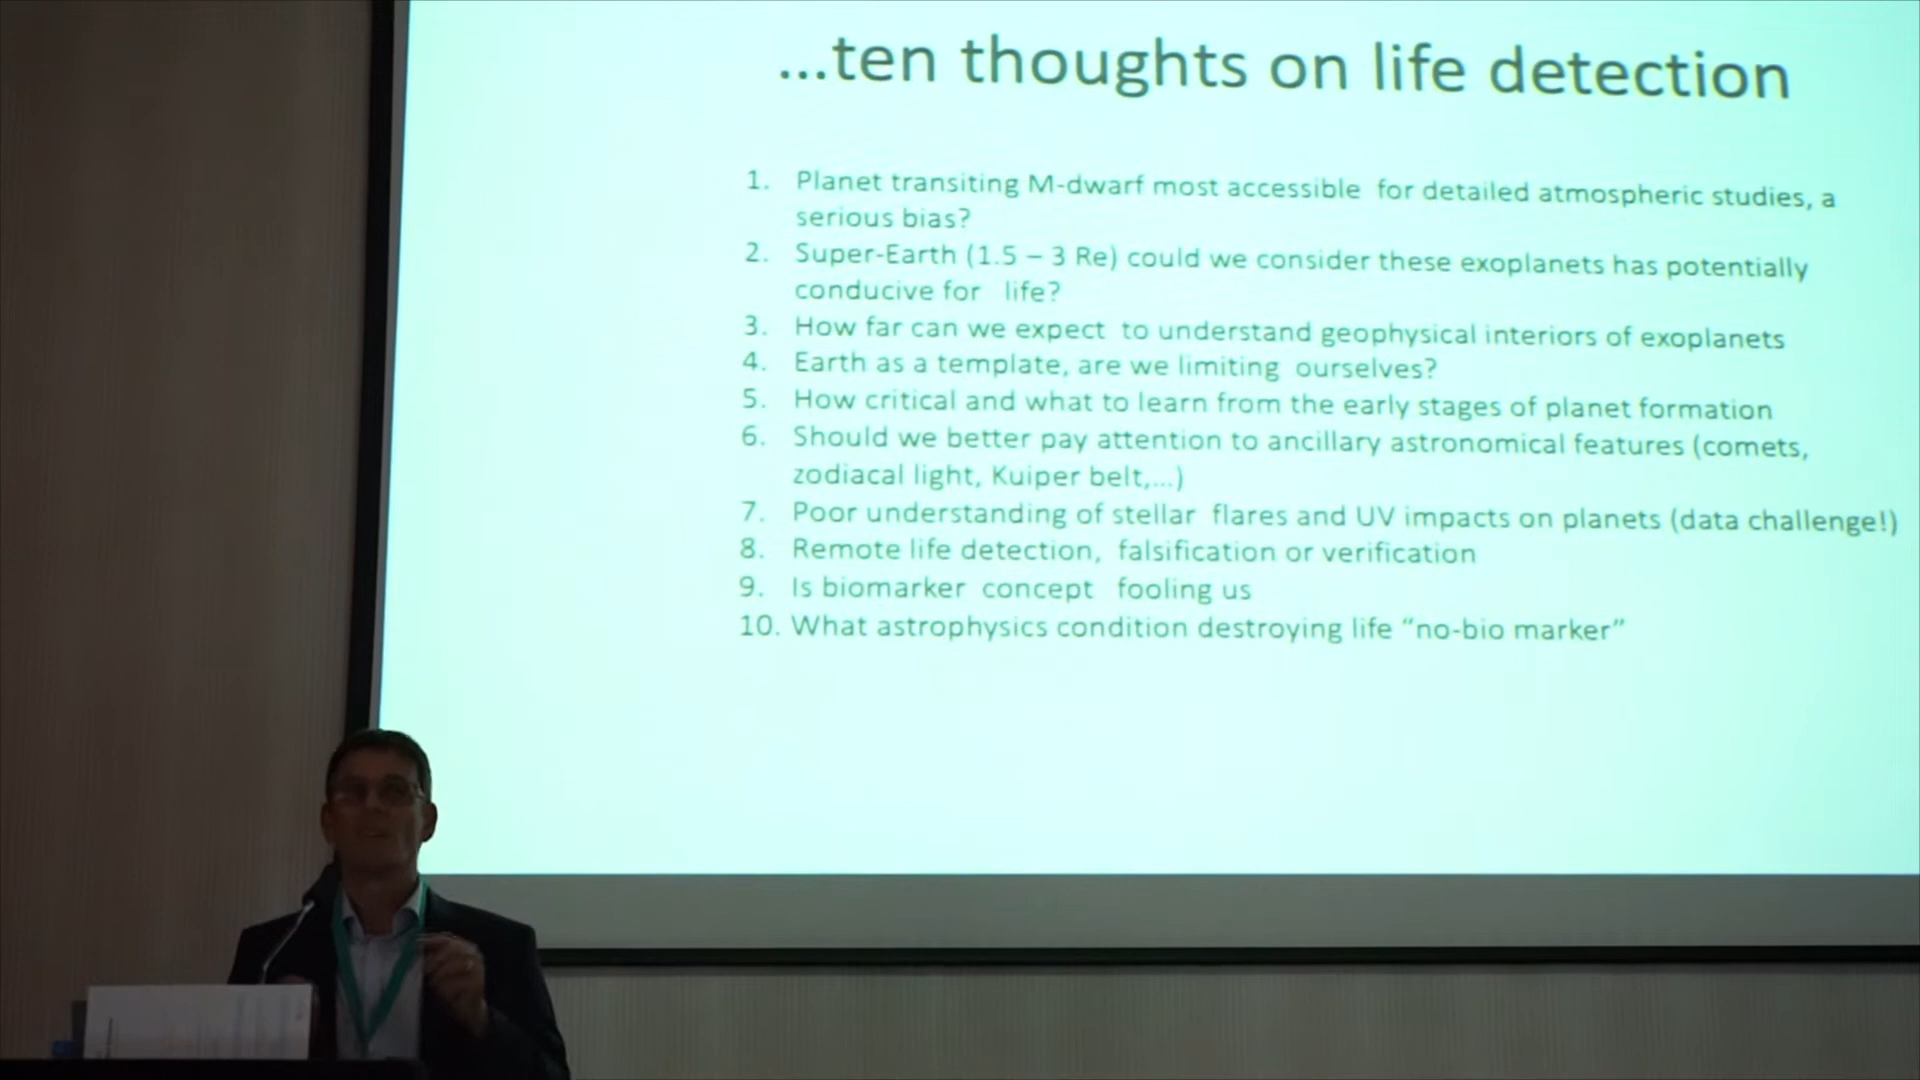 ...ten thoughts on life detection
1. Planet transiting M-dwarf most accessible for detailed atmospheric studies, a
serious bias?
2. Super-Earth (1.5 – 3 Re) could we consider these exoplanets has potentially
conducive for life?
3. How far can we expect to understand geophysical interiors of exoplanets
4. Earth as a template, are we limiting ourselves?
5. How critical and what to learn from the early stages of planet formation
6. Should we better pay attention to ancillary astronomical features (comets,
zodiacal light, Kuiper belt,...)
7. Poor understanding of stellar flares and UV impacts on planets (data challenge!)
8. Remote life detection, falsification or verification
9. Is biomarker concept fooling us
10. What astrophysics condition destroying life “no-bio marker”